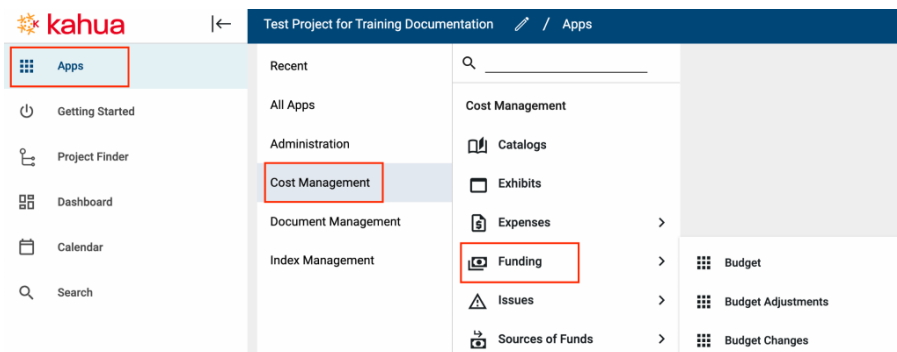 kahua
Test Project for Training Documentation / Apps
Apps
Getting Started
Project Finder
Dashboard
Calendar
Search
Recent
All Apps
Administration
Cost Management
Document Management
Index Management
Cost Management
Catalogs
Exhibits
Expenses
Funding
Issues
Sources of Funds
Budget
Budget Adjustments
Budget Changes